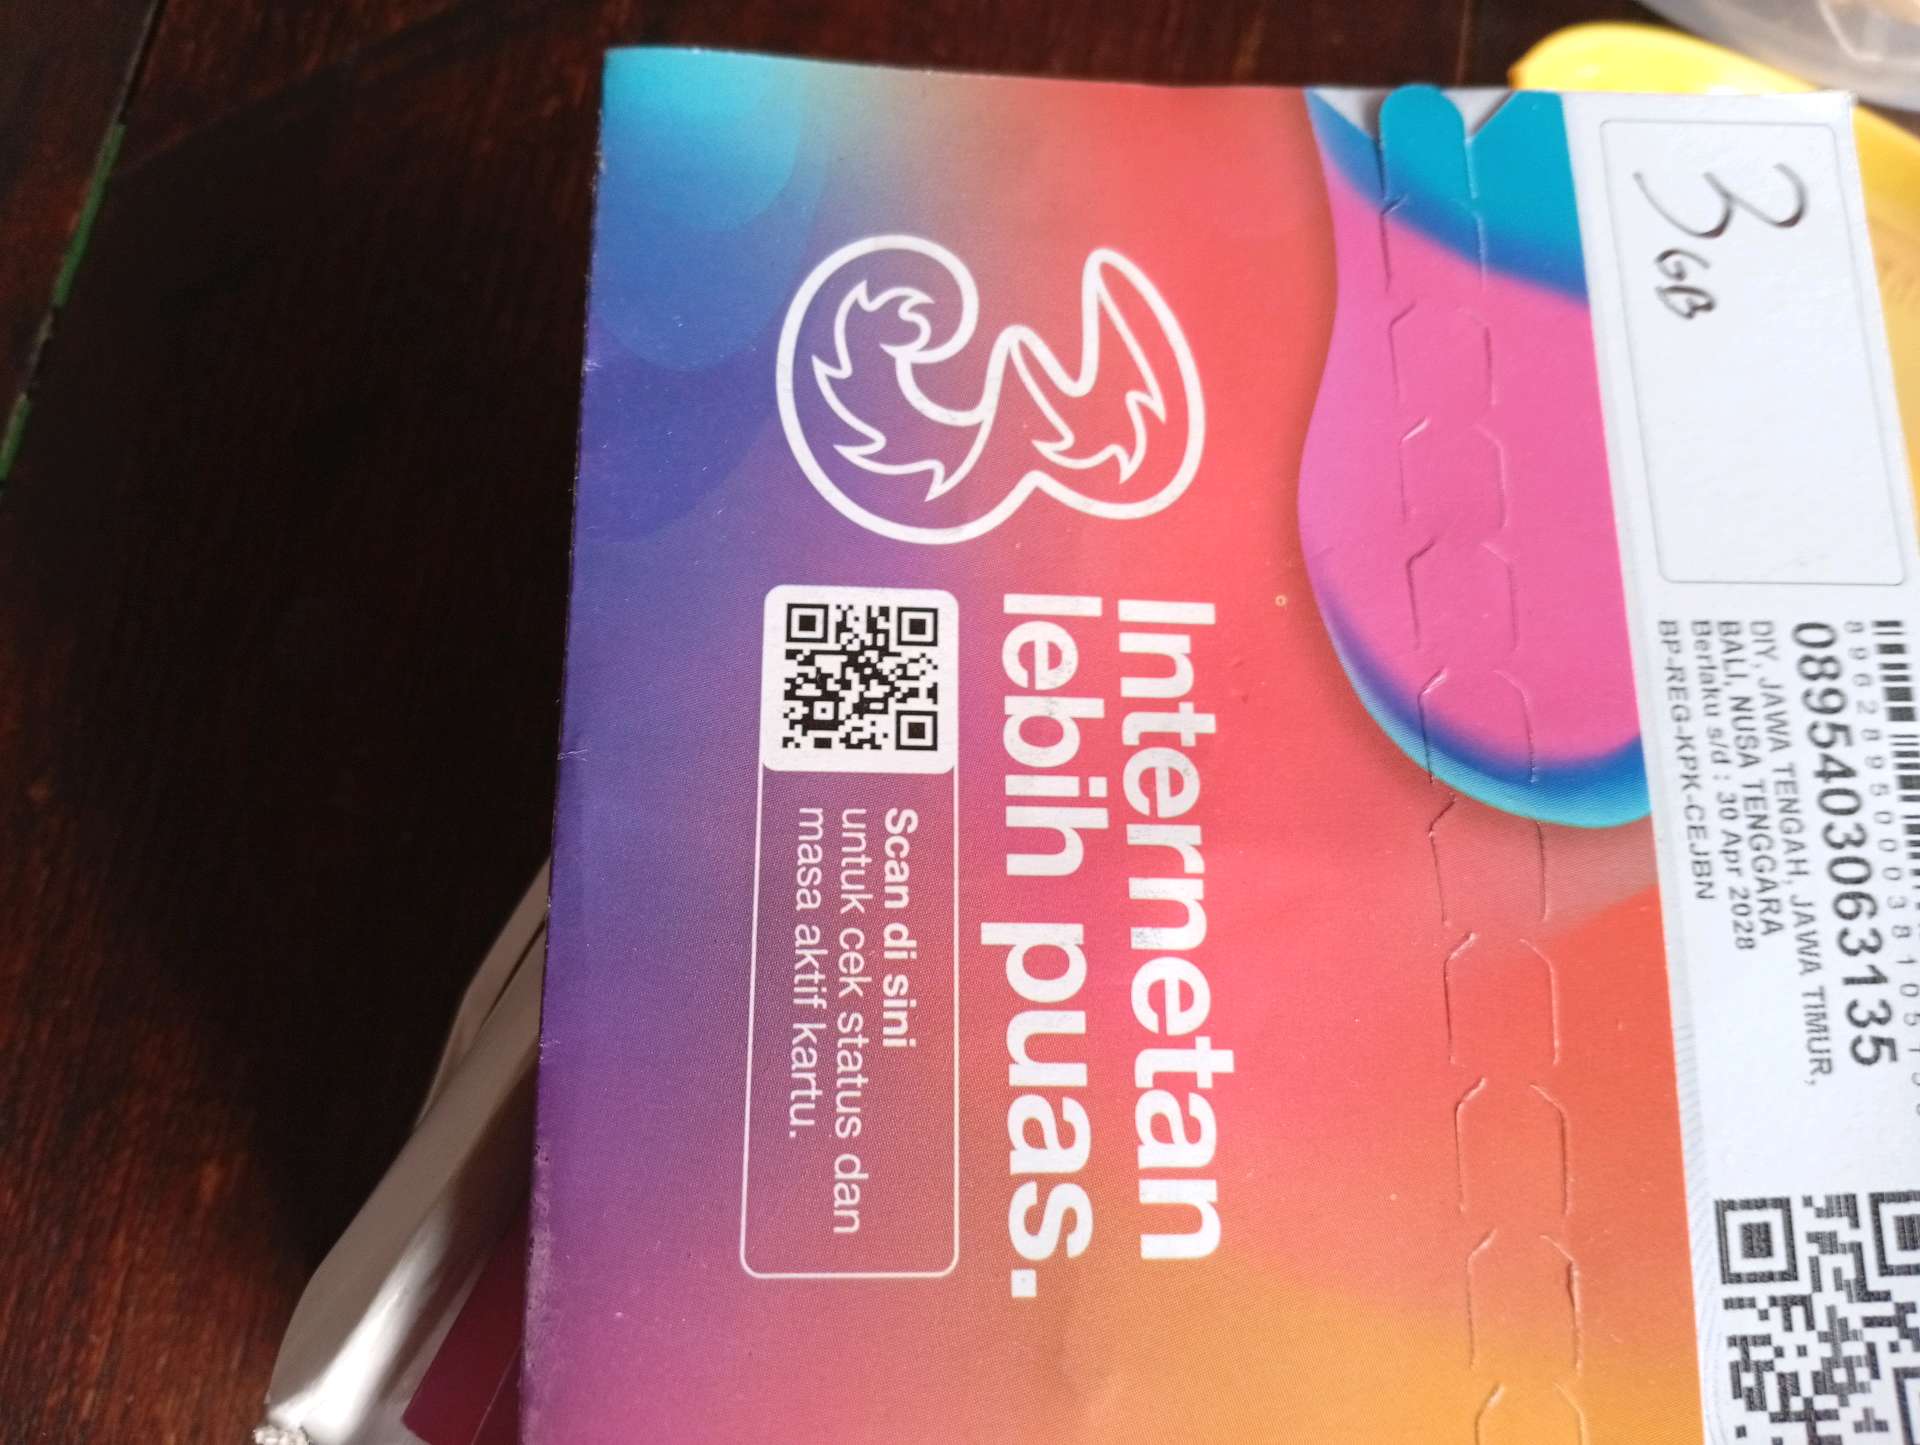 3 GB
Internetan
lebih puas.
Scan di sini
untuk cek status dan
masa aktif kartu.
0895403063135
DIY, JAWA TENGAH, JAWA TIMUR,
BALI, NUSA TENGGARA
Berlaku s/d : 30 Apr 2028
BP-REG-KPK-CEJBN